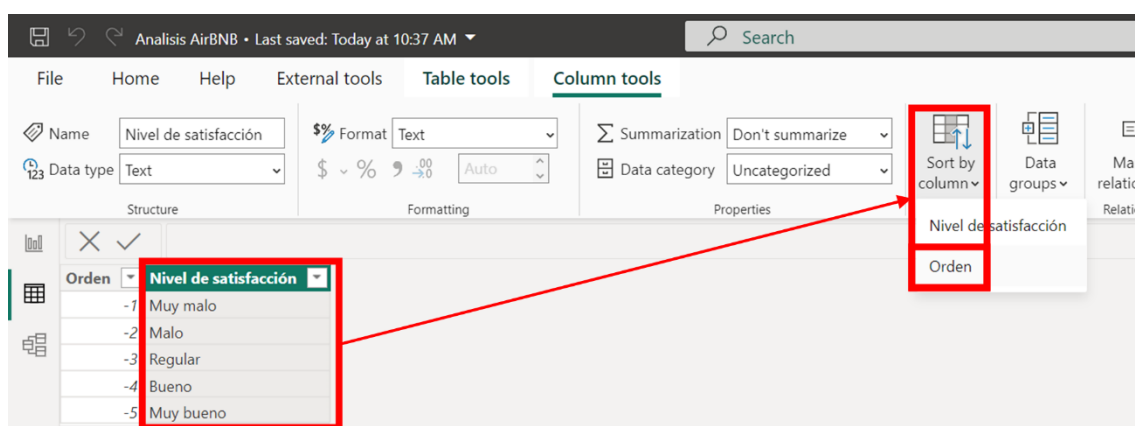 Analisis AirBNB • Last saved: Today at 10:37 AM
Search
File Home Help External tools Table tools Column tools
Name Nivel de satisfacción
Data type Text
Structure
$% Format Text
$ % 9 .00 →.0 Auto
Formatting
Summarization Don't summarize
Data category Uncategorized
Properties
Sort by
column
Data
groups
Nivel de satisfacción
Orden
Orden Nivel de satisfacción
-1 Muy malo
-2 Malo
-3 Regular
-4 Bueno
-5 Muy bueno